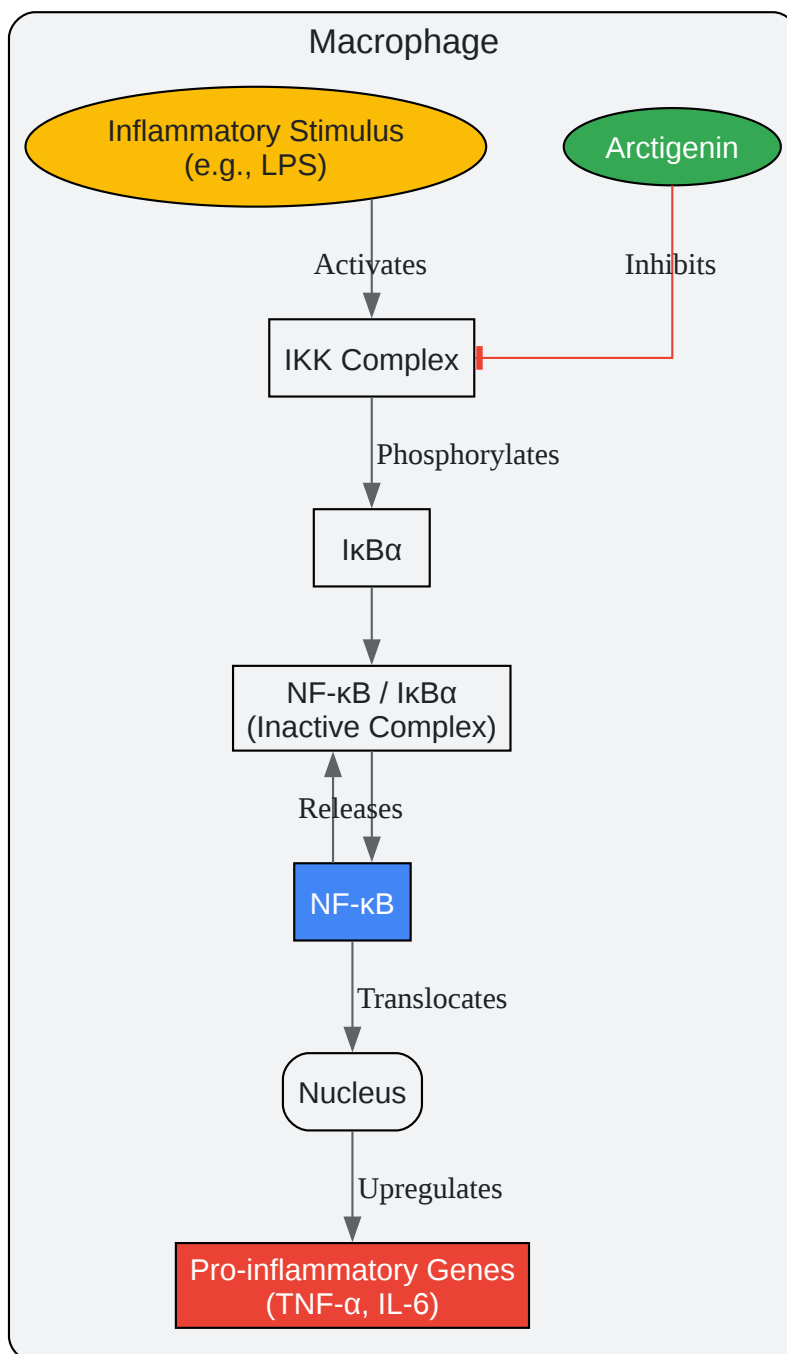 Macrophage
Inflammatory Stimulus
(e.g., LPS)
Arctigenin
Activates
Inhibits
IKK Complex
Phosphorylates
IκBα
NF-κB / IκBα
(Inactive Complex)
Releases
NF-κB
Translocates
Nucleus
Upregulates
Pro-inflammatory Genes
(TNF-α, IL-6)